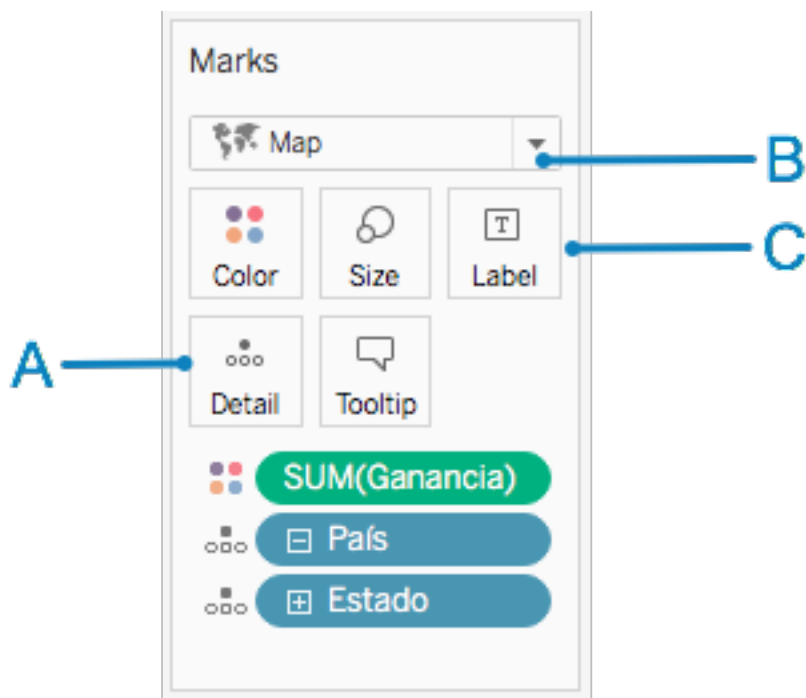 Marks
Map
B
Color Size Label
C
A
Detail Tooltip
SUM(Ganancia)
País
Estado